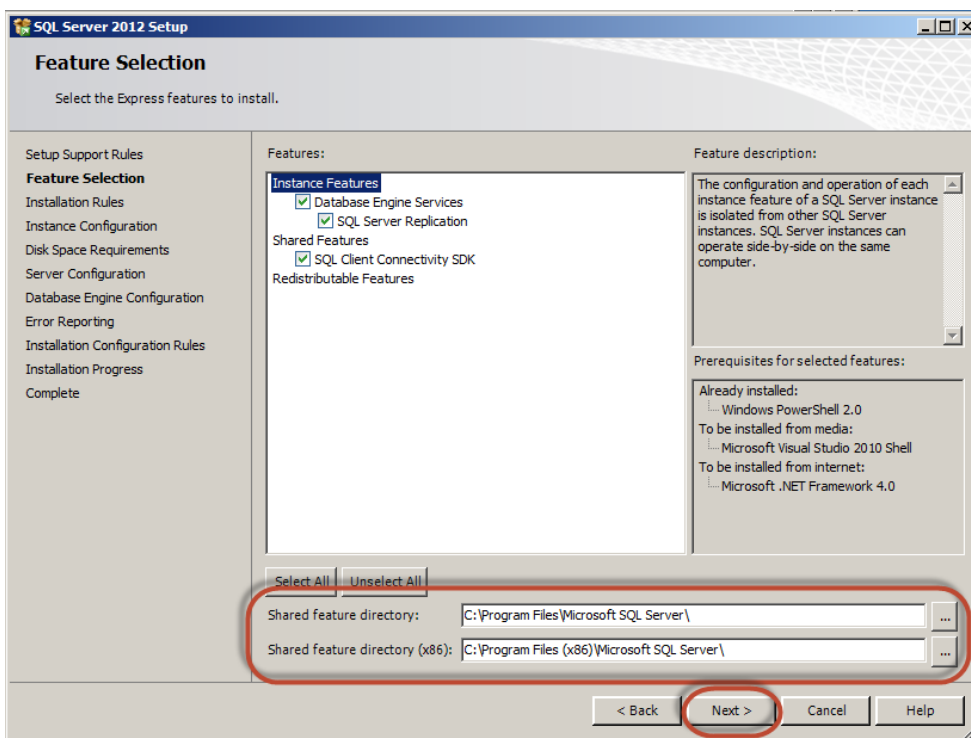 SQL Server 2012 Setup
Feature Selection
Select the Express features to install.
Setup Support Rules
Feature Selection
Installation Rules
Instance Configuration
Disk Space Requirements
Server Configuration
Database Engine Configuration
Error Reporting
Installation Configuration Rules
Installation Progress
Complete
Features:
Instance Features
Database Engine Services
SQL Server Replication
Shared Features
SQL Client Connectivity SDK
Redistributable Features
Feature description:
The configuration and operation of each
instance feature of a SQL Server instance
is isolated from other SQL Server
instances. SQL Server instances can
operate side-by-side on the same
computer.
Prerequisites for selected features:
Already installed:
Windows PowerShell 2.0
To be installed from media:
Microsoft Visual Studio 2010 Shell
To be installed from internet:
Microsoft .NET Framework 4.0
Select All Unselect All
Shared feature directory: C:\Program Files\Microsoft SQL Server\ ...
Shared feature directory (x86): C:\Program Files (x86)\Microsoft SQL Server\ ...
< Back Next > Cancel Help